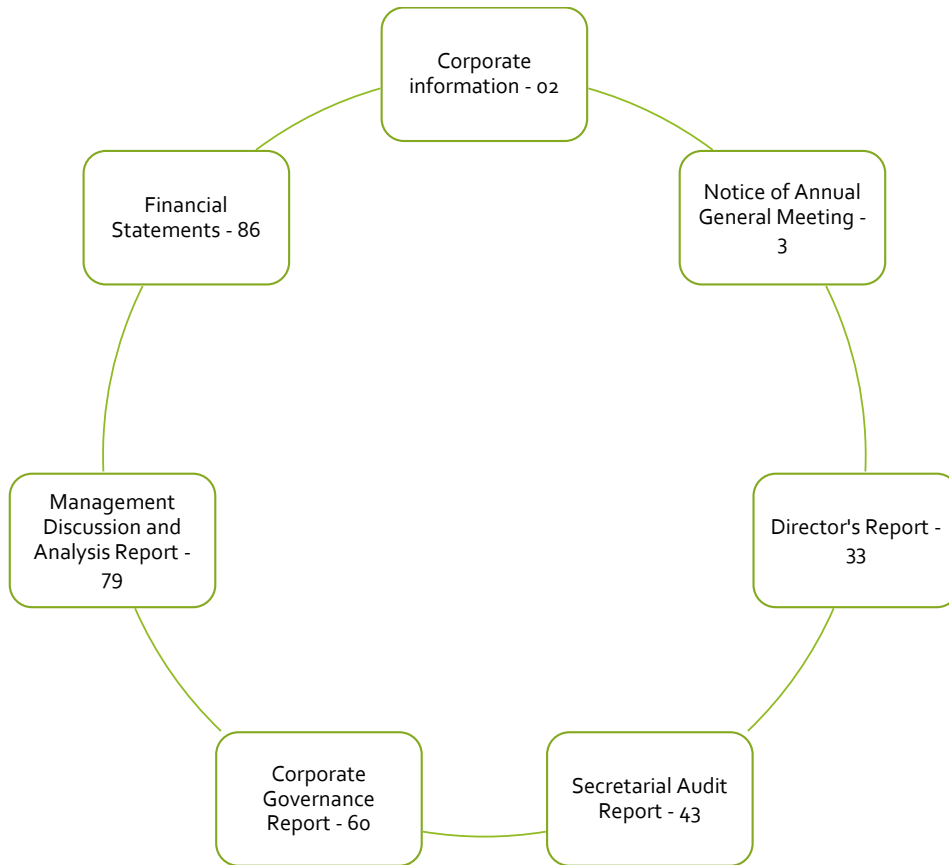 Corporate
information - 02
Notice of Annual
General Meeting -
3
Director's Report -
33
Secretarial Audit
Report - 43
Corporate
Governance
Report - 60
Management
Discussion and
Analysis Report -
79
Financial
Statements - 86